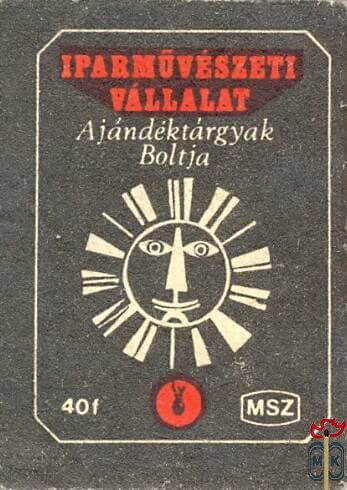 IPARMŰVÉSZETI
VÁLLALAT
Ajándéktárgyak
Boltja
40f
MSZ
M K